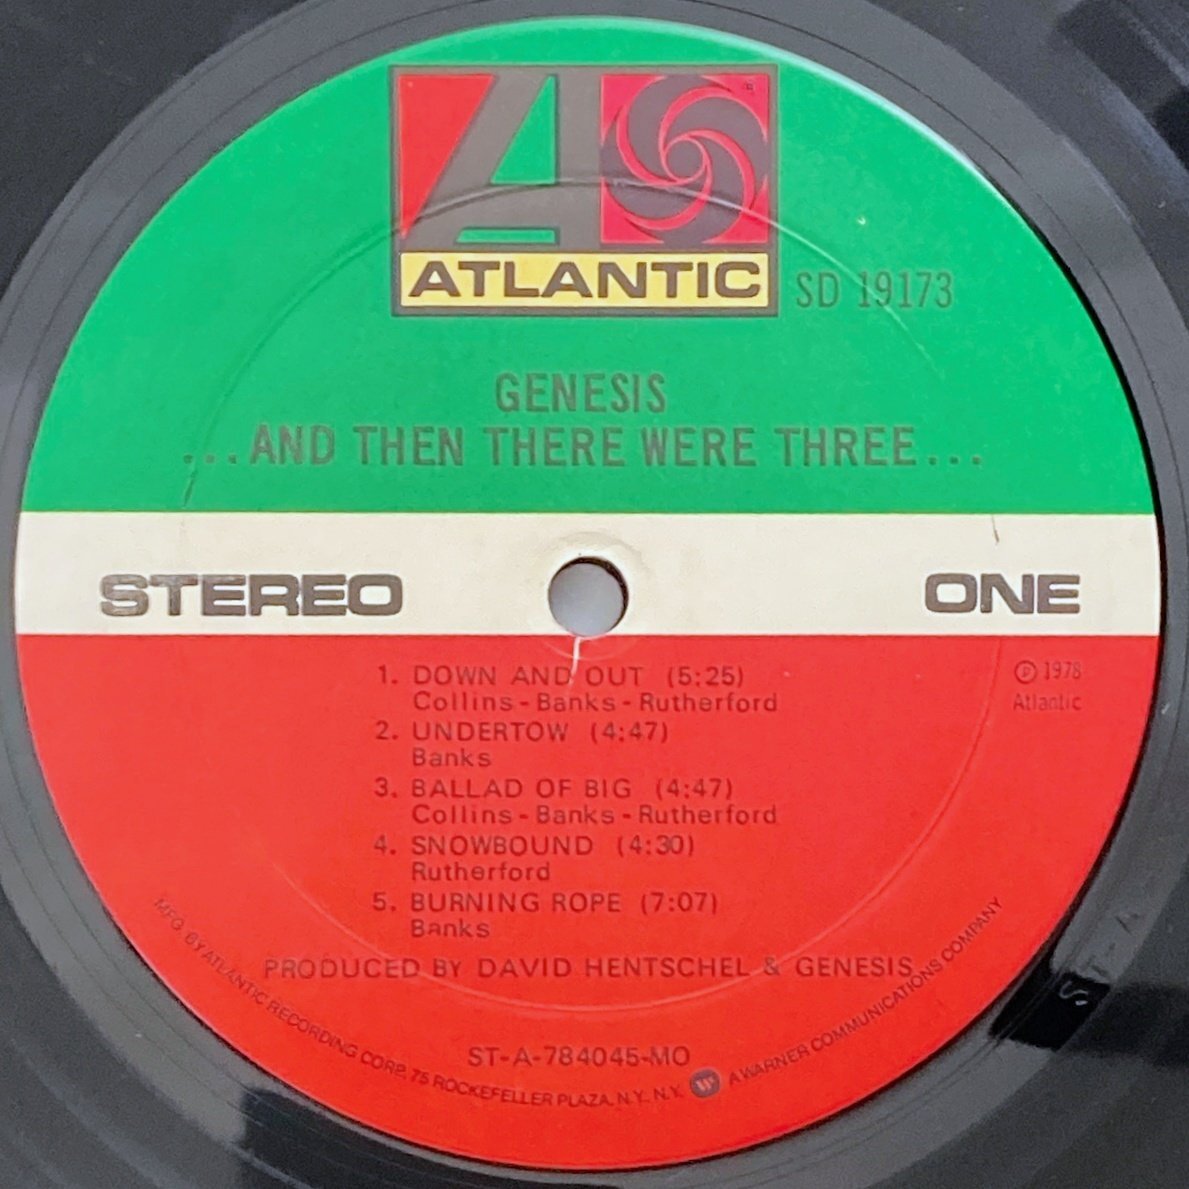 ATLANTIC
SD 19173
GENESIS
...AND THEN THERE WERE THREE...
STEREO
ONE
1. DOWN AND OUT (5:25)
Collins-Banks-Rutherford
2. UNDERTOW (4:47)
Banks
3. BALLAD OF BIG (4:47)
Collins-Banks-Rutherford
4. SNOWBOUND (4:30)
Rutherford
5. BURNING ROPE (7:07)
Banks
℗ 1978
Atlantic
PRODUCED BY DAVID HENTSCHEL & GENESIS
ST-A-784045-MO
MFG. BY ATLANTIC RECORDING CORP. 75 ROCKEFELLER PLAZA, N.Y. N.Y. W A WARNER COMMUNICATIONS COMPANY